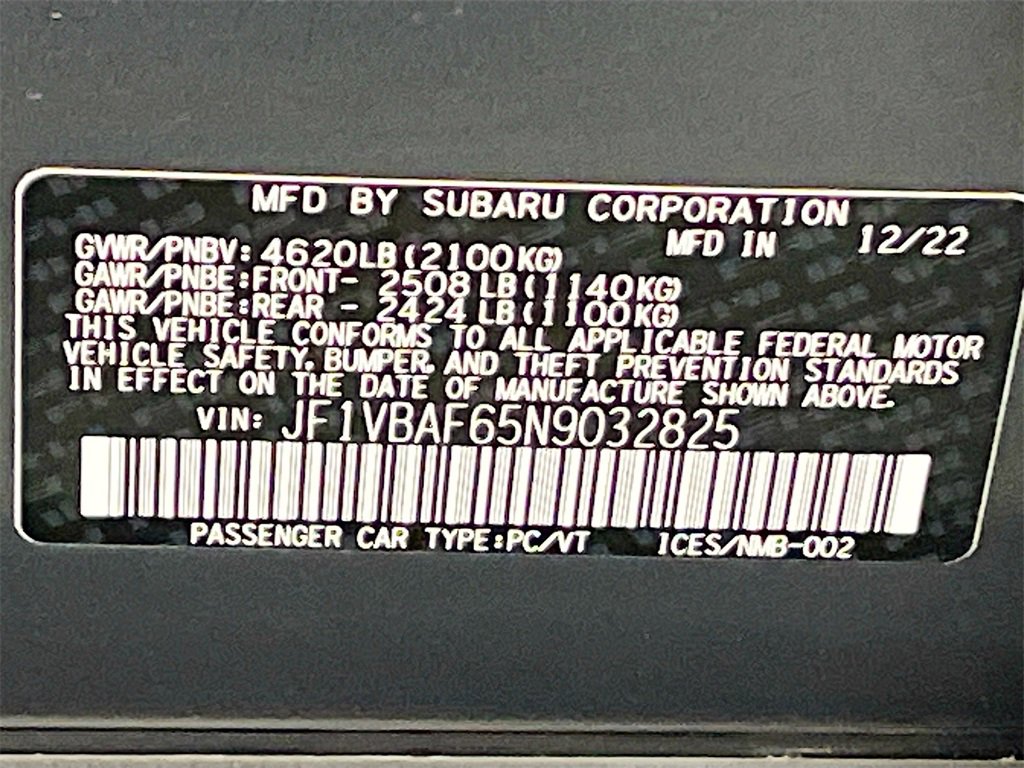 MFD BY SUBARU CORPORATION
MFD IN 12/22
GVWR/PNBV: 4620LB(2100KG)
GAWR/PNBE:FRONT- 2508 LB(1140KG)
GAWR/PNBE:REAR - 2424 LB(1100KG)
THIS VEHICLE CONFORMS TO ALL APPLICABLE FEDERAL MOTOR
VEHICLE SAFETY, BUMPER, AND THEFT PREVENTION STANDARDS
IN EFFECT ON THE DATE OF MANUFACTURE SHOWN ABOVE.
VIN: JF1VBAF65N9032825
PASSENGER CAR TYPE:PC/VT ICES/NMB-002